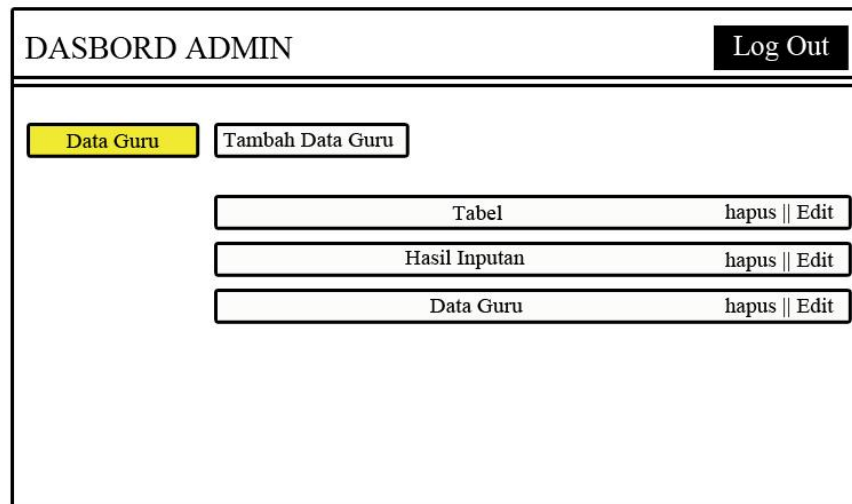 DASBORD ADMIN
Log Out
Data Guru
Tambah Data Guru
Tabel
hapus || Edit
Hasil Inputan
hapus || Edit
Data Guru
hapus || Edit